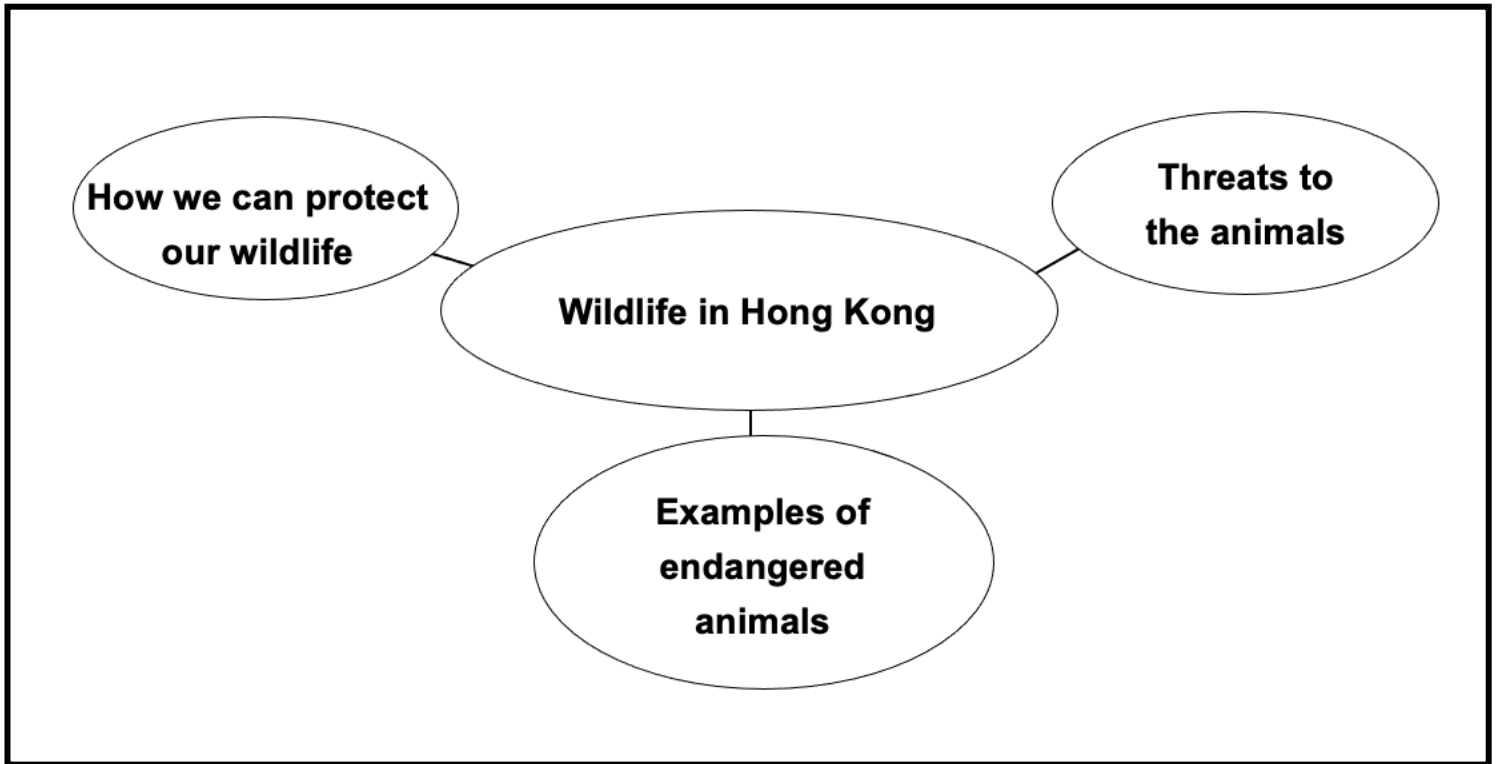 How we can protect
our wildlife
Threats to
the animals
Wildlife in Hong Kong
Examples of
endangered
animals